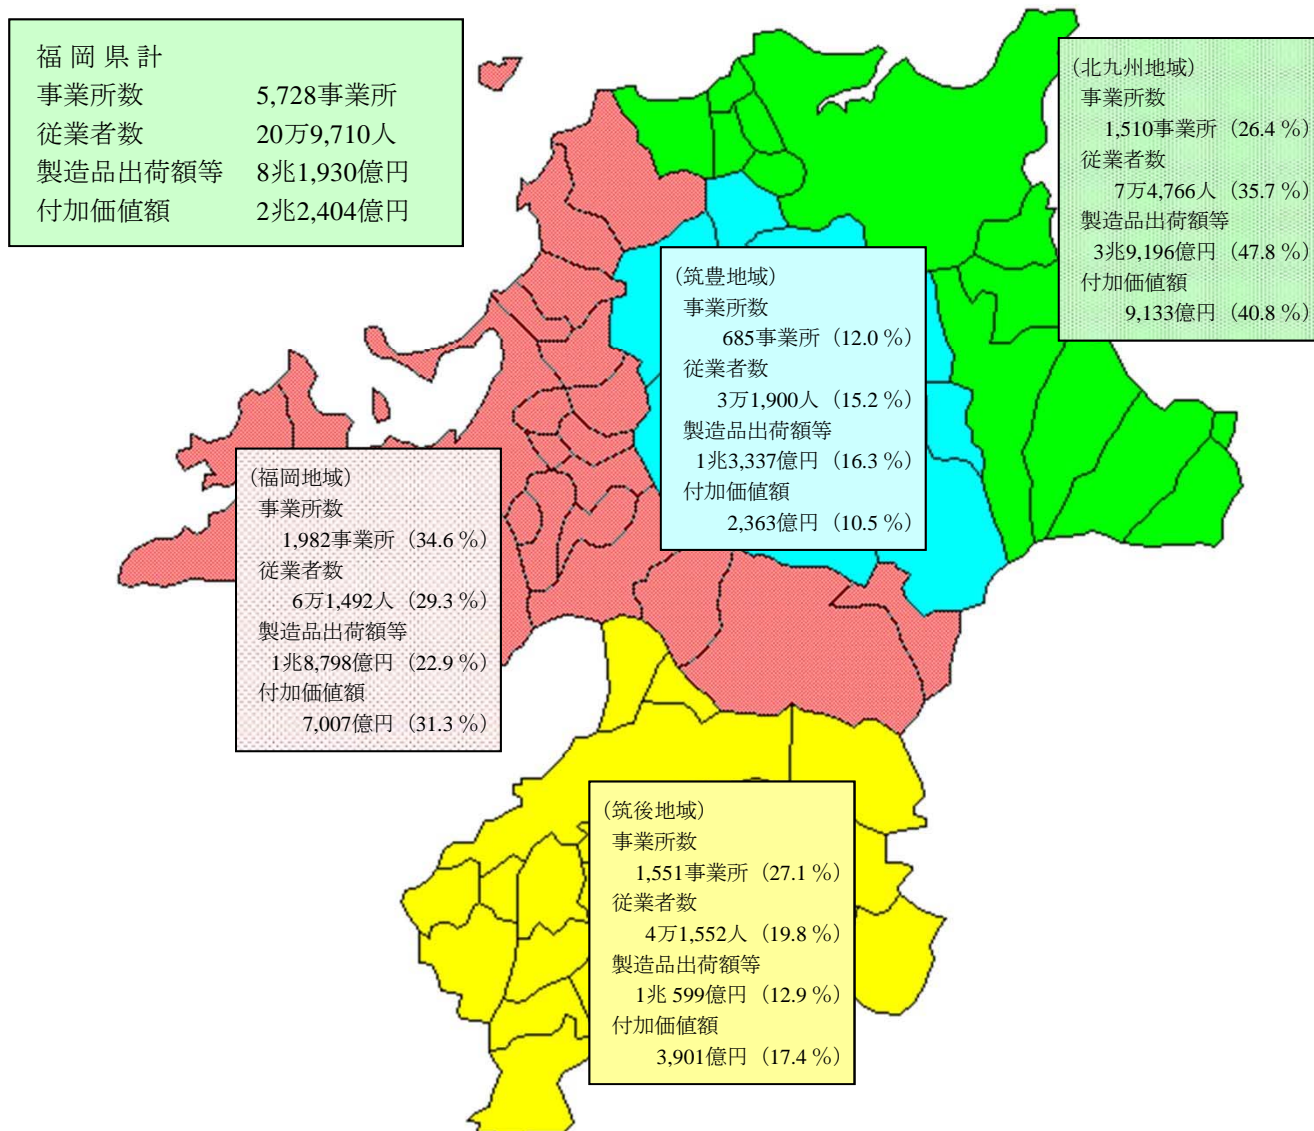 福 岡 県 計
事業所数 5,728事業所
従業者数 20万9,710人
製造品出荷額等 8兆1,930億円
付加価値額 2兆2,404億円
(北九州地域)
事業所数
1,510事業所 (26.4 %)
従業者数
7万4,766人 (35.7 %)
製造品出荷額等
3兆9,196億円 (47.8 %)
付加価値額
9,133億円 (40.8 %)
(筑豊地域)
事業所数
685事業所 (12.0 %)
従業者数
3万1,900人 (15.2 %)
製造品出荷額等
1兆3,337億円 (16.3 %)
付加価値額
2,363億円 (10.5 %)
(福岡地域)
事業所数
1,982事業所 (34.6 %)
従業者数
6万1,492人 (29.3 %)
製造品出荷額等
1兆8,798億円 (22.9 %)
付加価値額
7,007億円 (31.3 %)
(筑後地域)
事業所数
1,551事業所 (27.1 %)
従業者数
4万1,552人 (19.8 %)
製造品出荷額等
1兆 599億円 (12.9 %)
付加価値額
3,901億円 (17.4 %)